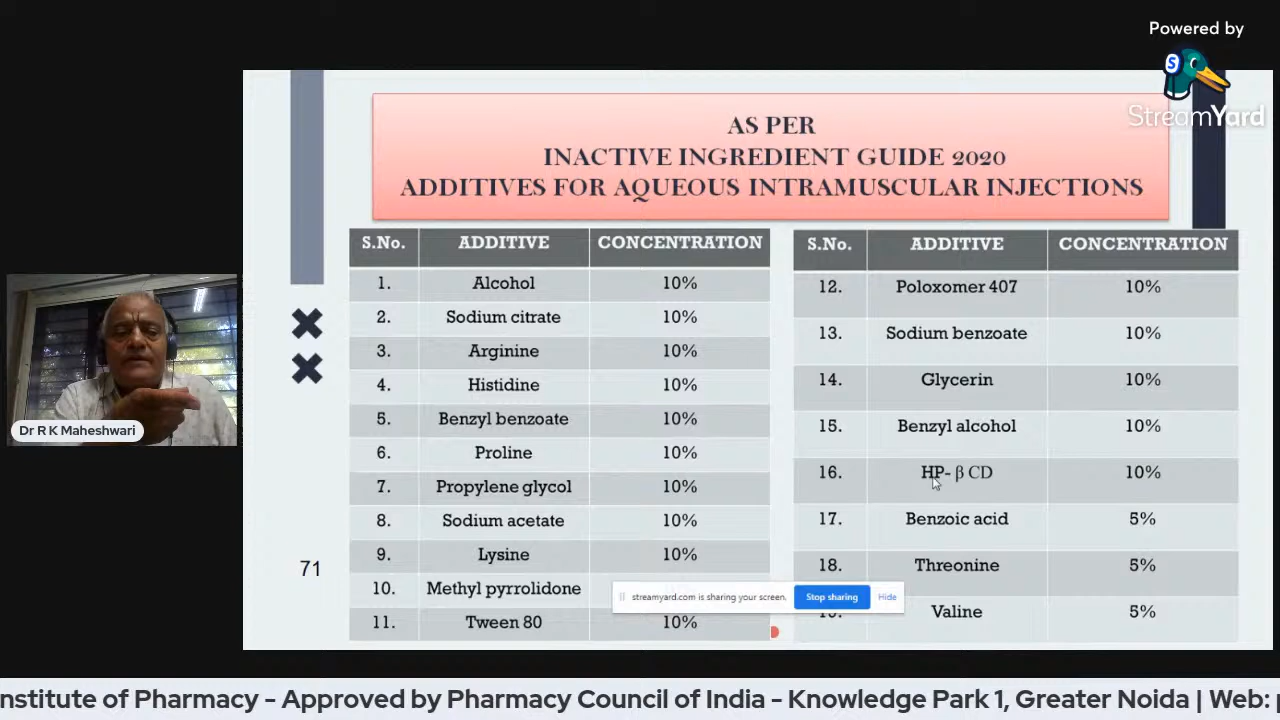 Powered by
S
StreamYard
AS PER
INACTIVE INGREDIENT GUIDE 2020
ADDITIVES FOR AQUEOUS INTRAMUSCULAR INJECTIONS
S.No. ADDITIVE CONCENTRATION
1. Alcohol 10%
2. Sodium citrate 10%
3. Arginine 10%
4. Histidine 10%
5. Benzyl benzoate 10%
6. Proline 10%
7. Propylene glycol 10%
8. Sodium acetate 10%
9. Lysine 10%
10. Methyl pyrrolidone
11. Tween 80 10%
S.No. ADDITIVE CONCENTRATION
12. Poloxomer 407 10%
13. Sodium benzoate 10%
14. Glycerin 10%
15. Benzyl alcohol 10%
16. HP- β CD 10%
17. Benzoic acid 5%
18. Threonine 5%
Valine 5%
71
streamyard.com is sharing your screen. Stop sharing Hide
Dr R K Maheshwari
nstitute of Pharmacy - Approved by Pharmacy Council of India - Knowledge Park 1, Greater Noida | Web: